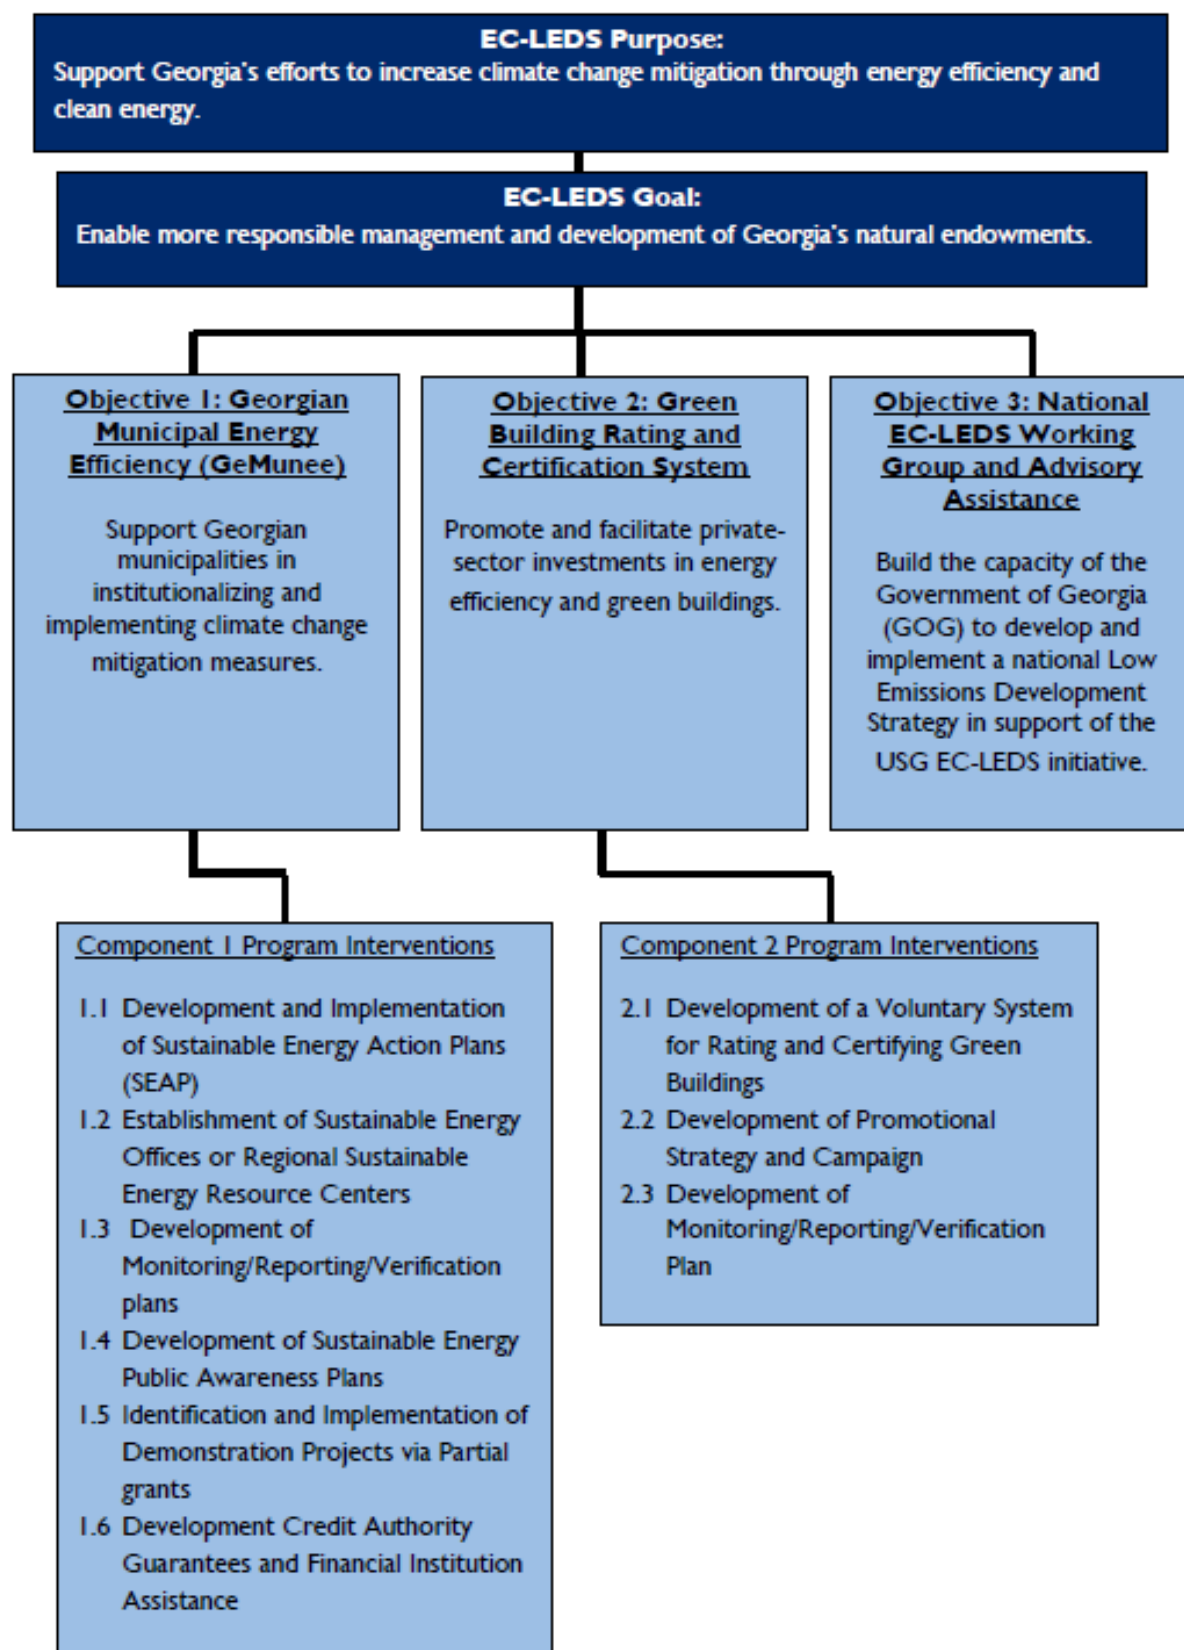 EC-LEDS Purpose:
Support Georgia's efforts to increase climate change mitigation through energy efficiency and
clean energy.
EC-LEDS Goal:
Enable more responsible management and development of Georgia's natural endowments.
Objective 1: Georgian
Municipal Energy
Efficiency (GeMunee)
Support Georgian
municipalities in
institutionalizing and
implementing climate change
mitigation measures.
Objective 2: Green
Building Rating and
Certification System
Promote and facilitate private-
sector investments in energy
efficiency and green buildings.
Objective 3: National
EC-LEDS Working
Group and Advisory
Assistance
Build the capacity of the
Government of Georgia
(GOG) to develop and
implement a national Low
Emissions Development
Strategy in support of the
USG EC-LEDS initiative.
Component 1 Program Interventions
1.1 Development and Implementation
of Sustainable Energy Action Plans
(SEAP)
1.2 Establishment of Sustainable Energy
Offices or Regional Sustainable
Energy Resource Centers
1.3 Development of
Monitoring/Reporting/Verification
plans
1.4 Development of Sustainable Energy
Public Awareness Plans
1.5 Identification and Implementation of
Demonstration Projects via Partial
grants
1.6 Development Credit Authority
Guarantees and Financial Institution
Assistance
Component 2 Program Interventions
2.1 Development of a Voluntary System
for Rating and Certifying Green
Buildings
2.2 Development of Promotional
Strategy and Campaign
2.3 Development of
Monitoring/Reporting/Verification
Plan